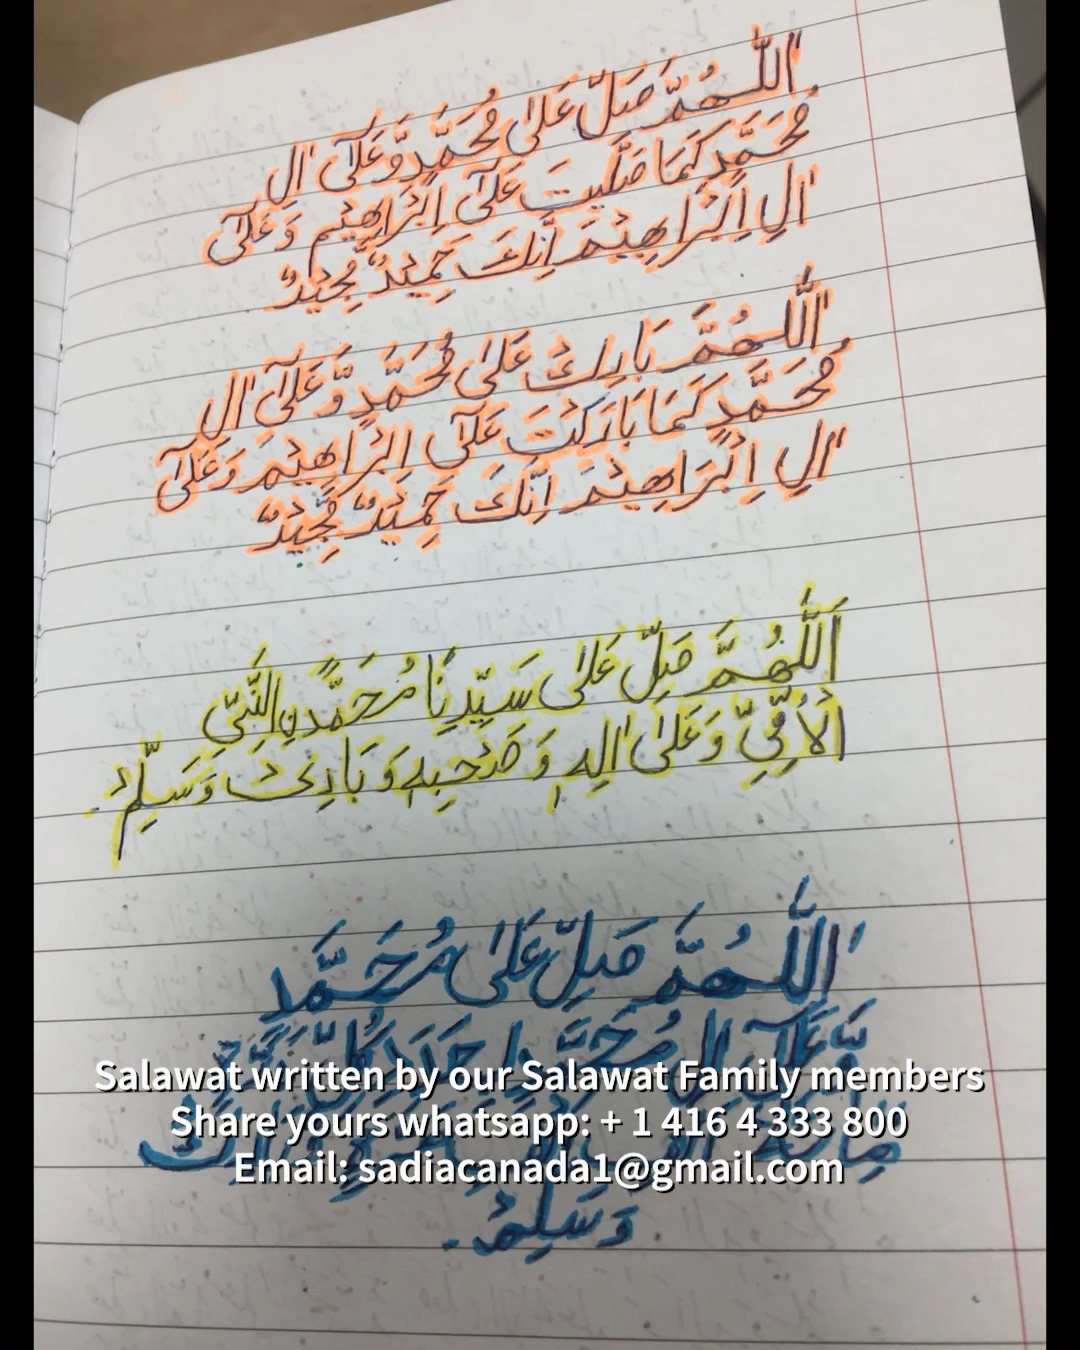 اَللّٰهُمَّ صَلِّ عَلٰى مُحَمَّدٍ وَّعَلٰٓى اٰلِ
مُحَمَّدٍ كَمَا صَلَّيتَ عَلٰٓى اِبْرَاهِيْمَ وَعَلٰٓى
اٰلِ اِبْرَاهِيْمَ اِنَّكَ حَمِيْدٌ مَّجِيْدٌ
اَللّٰهُمَّ بَارِكْ عَلٰى مُحَمَّدٍ وَّعَلٰٓى اٰلِ
مُحَمَّدٍ كَمَا بَارَكْتَ عَلٰٓى اِبْرَاهِيْمَ وَعَلٰٓى
اٰلِ اِبْرَاهِيْمَ اِنَّكَ حَمِيْدٌ مَّجِيْدٌ
اَللّٰهُمَّ صَلِّ عَلٰى سَيِّدِنَا مُحَمَّدٍنِ النَّبِيِّ
الْاُمِّيِّ وَعَلٰى اٰلِهٖ وَ صَحْبِهٖ وَ بَارِكْ وَسَلِّمْ.
اَللّٰهُمَّ صَلِّ عَلٰى مُحَمَّدٍ
وَّعَلٰٓى اٰلِ مُحَمَّدٍ
وَسَلِّمْ.
Salawat written by our Salawat Family members
Share yours whatsapp: + 1 416 4 333 800
Email: sadiacanada1@gmail.com